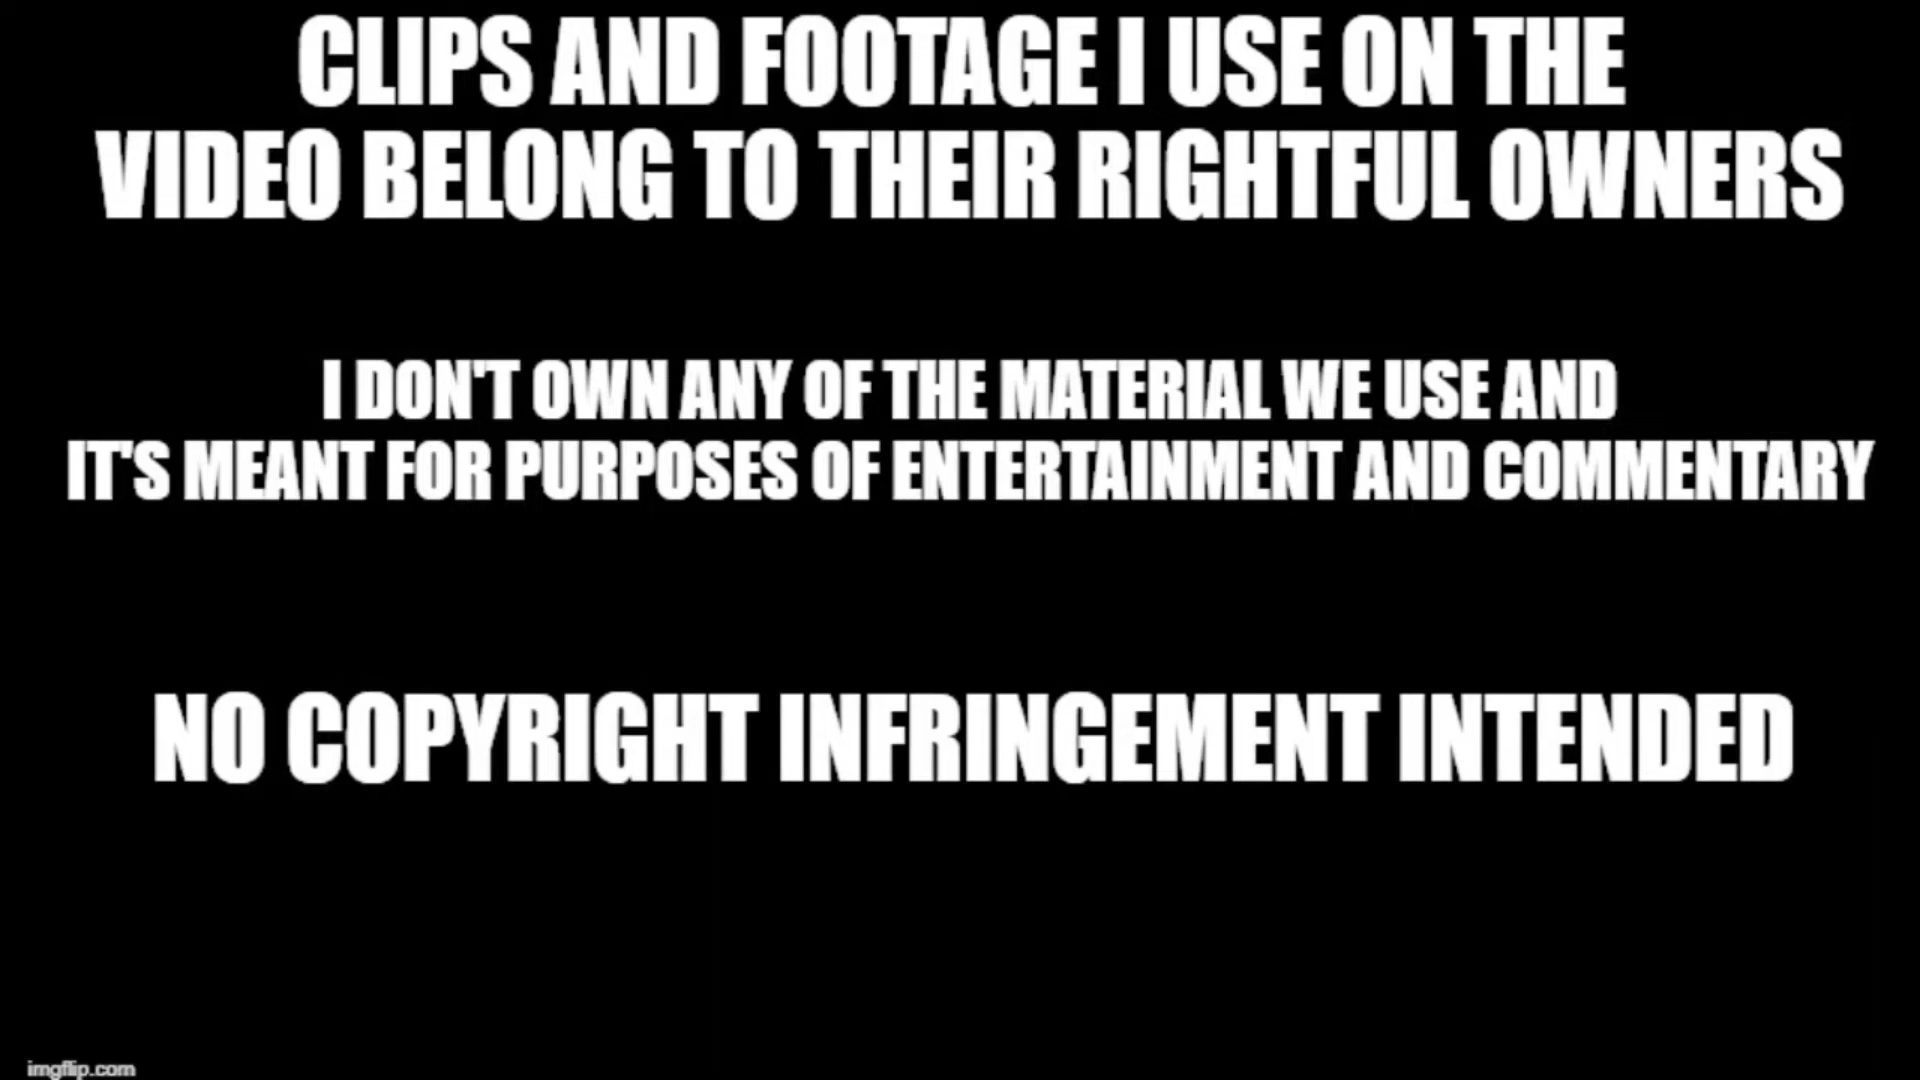 CLIPS AND FOOTAGE I USE ON THE
VIDEO BELONG TO THEIR RIGHTFUL OWNERS
I DON'T OWN ANY OF THE MATERIAL WE USE AND
IT'S MEANT FOR PURPOSES OF ENTERTAINMENT AND COMMENTARY
NO COPYRIGHT INFRINGEMENT INTENDED
imgflip.com